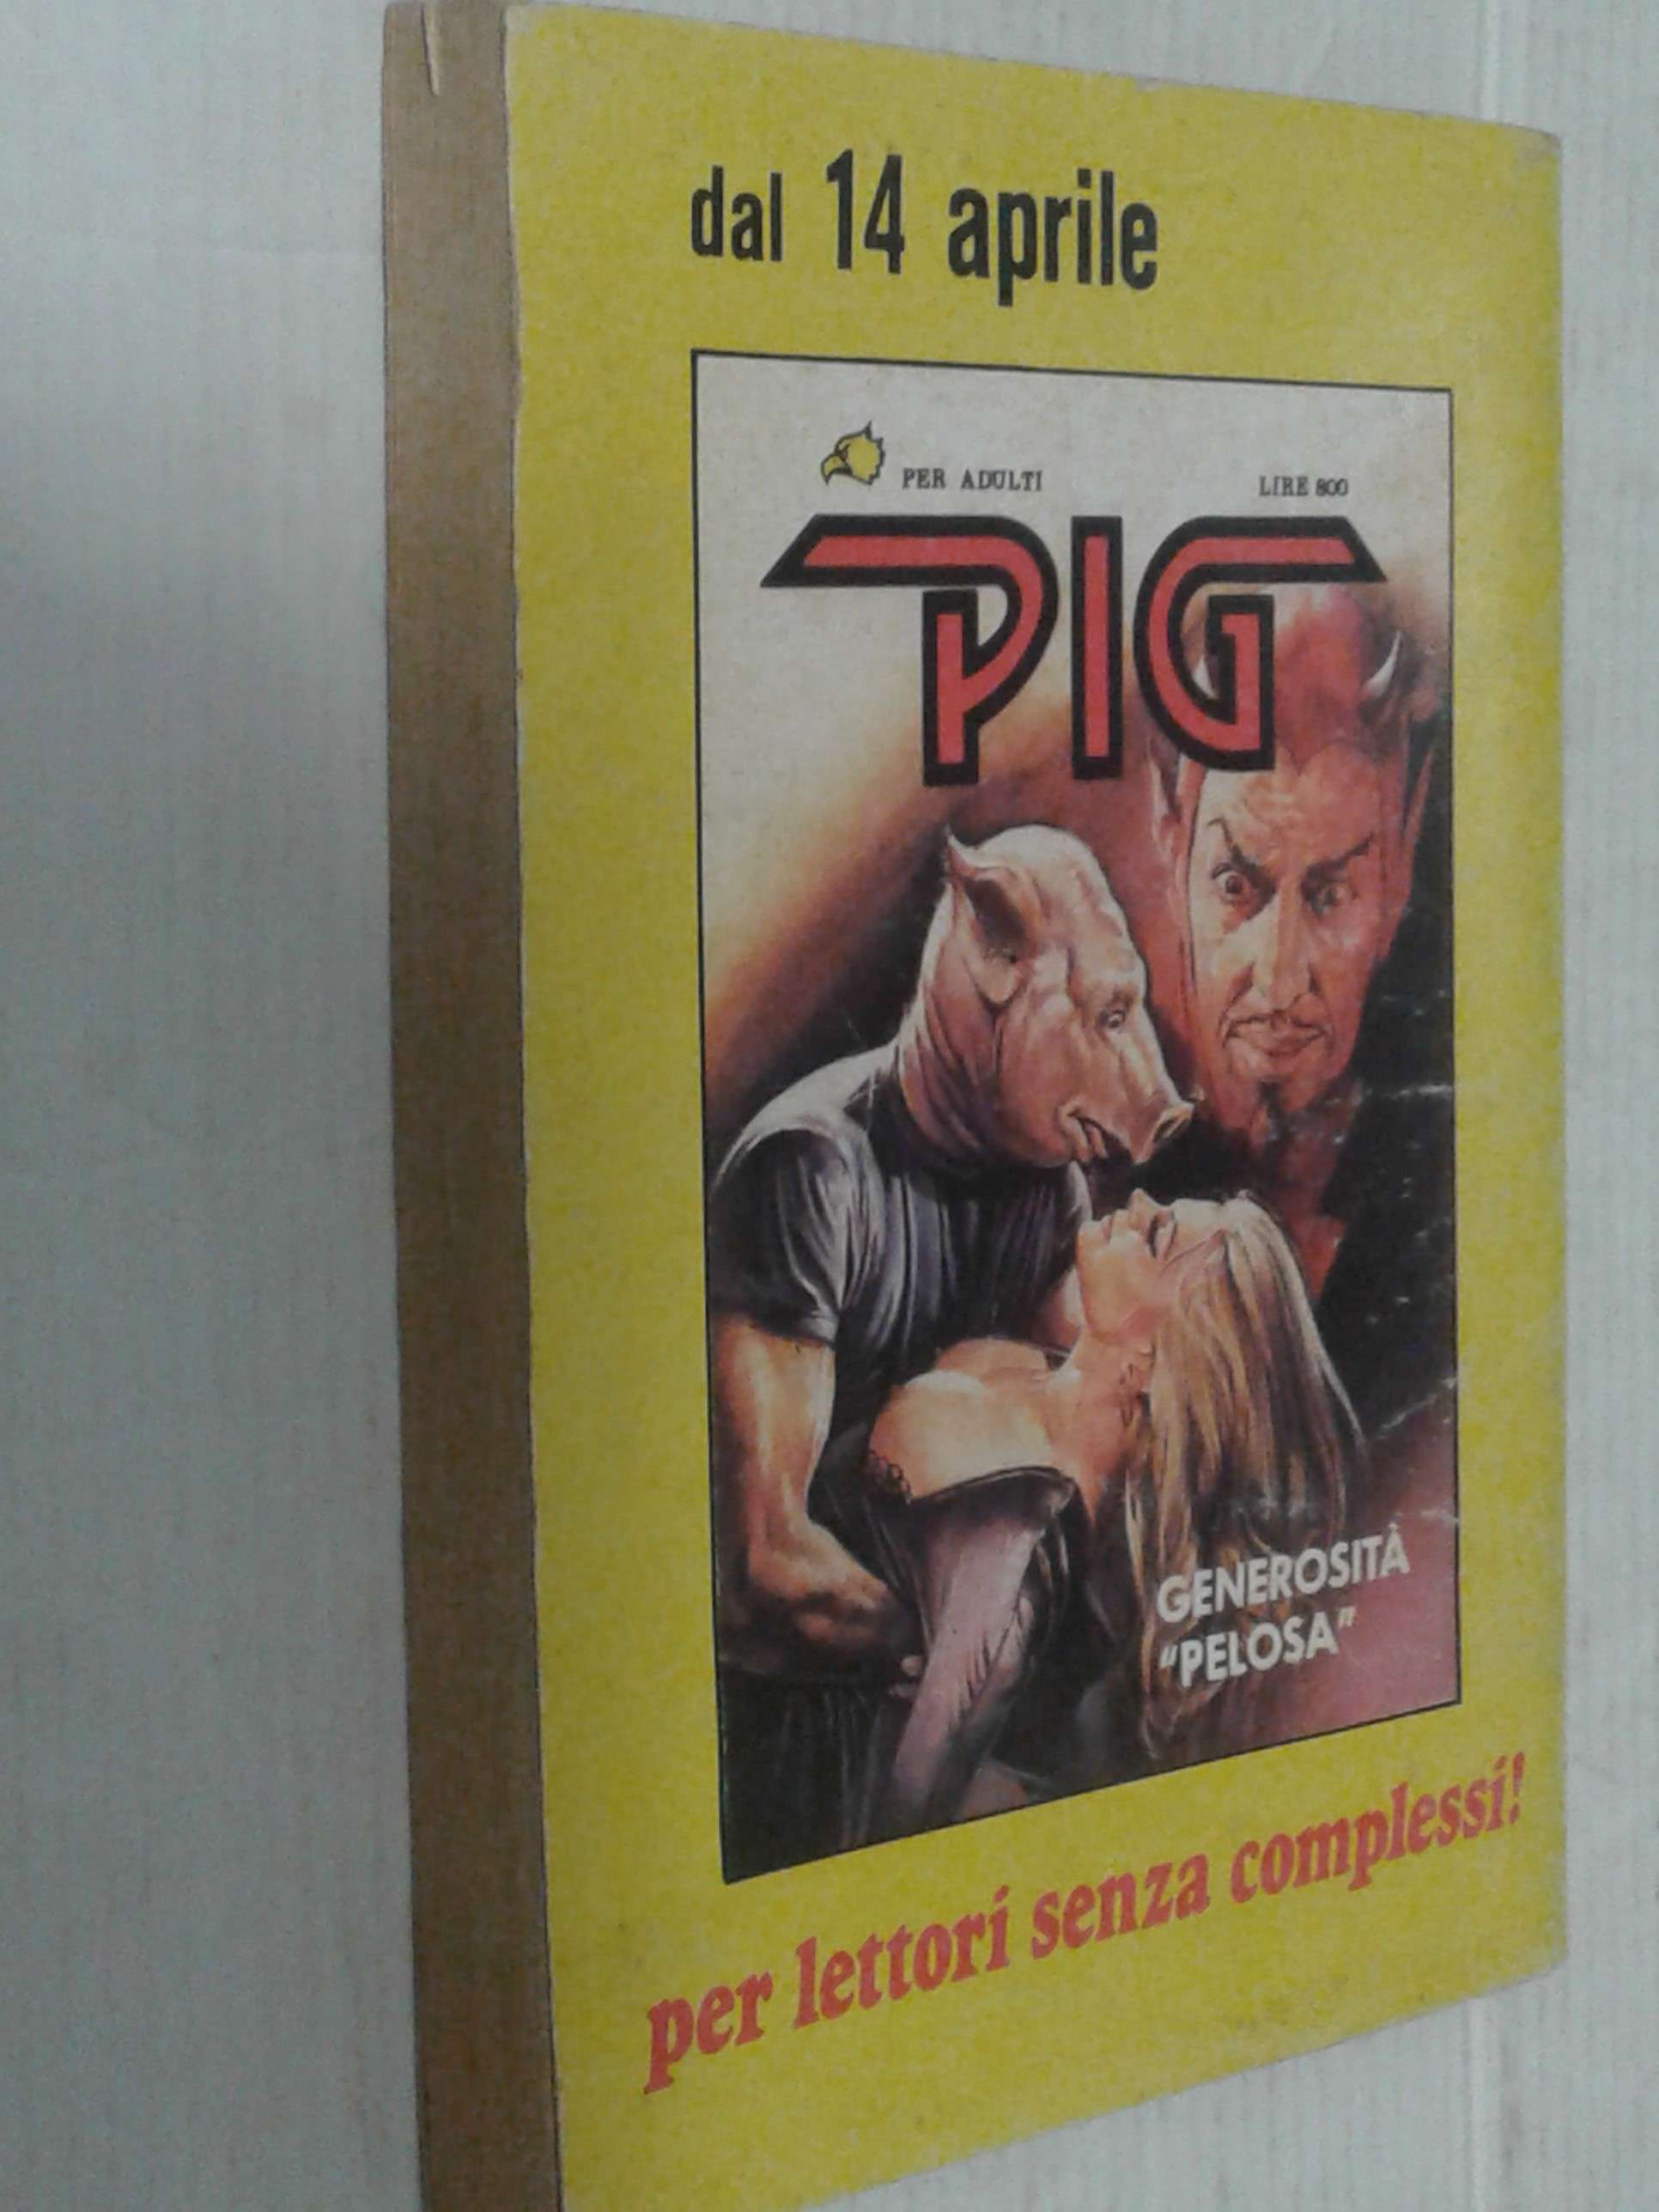 dal 14 aprile
PER ADULTI LIRE 800
PIG
GENEROSITÀ
"PELOSA"
per lettori senza complessi!